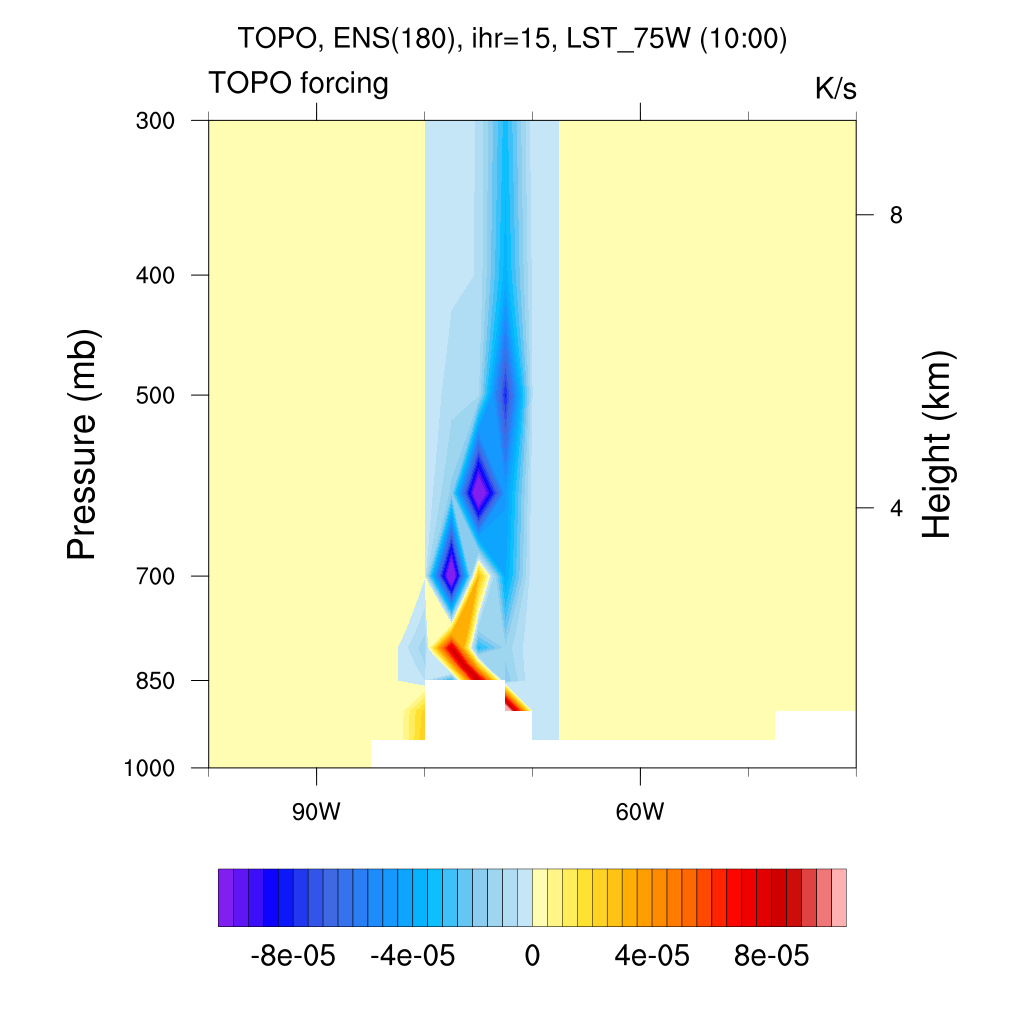 TOPO, ENS(180), ihr=15, LST_75W (10:00)
TOPO forcing
K/s
300
400
500
700
850
1000
Pressure (mb)
8
4
Height (km)
90W
60W
-8e-05
-4e-05
0
4e-05
8e-05